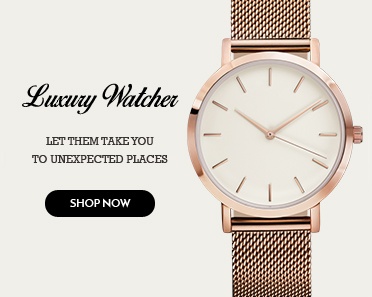 Luxury Watcher
LET THEM TAKE YOU
TO UNEXPECTED PLACES
SHOP NOW